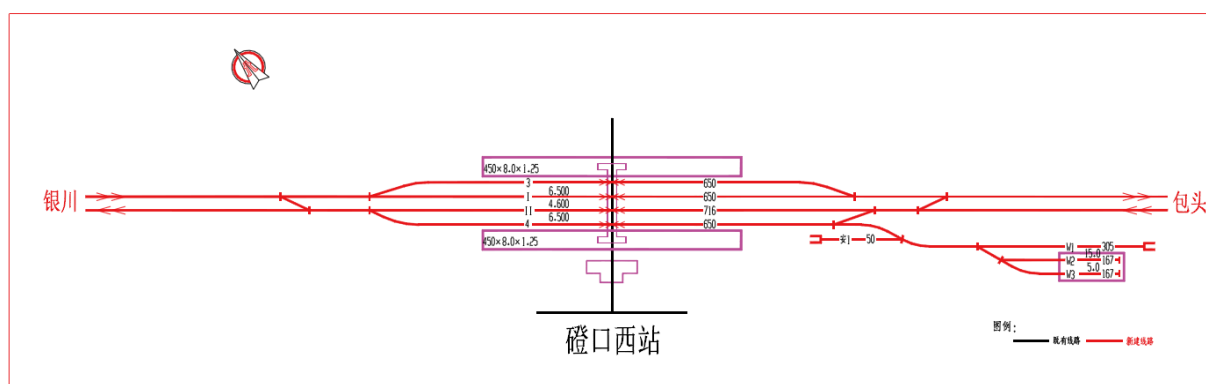 450×8.0×1.25
3 650
6.500
银川 I 650 包头
4.600
II 716
6.500
4 650
450×8.0×1.25
安1 50
W1 305
15.0
W2 167
5.0
W3 167
磴口西站
图例：
既有线路 新建线路